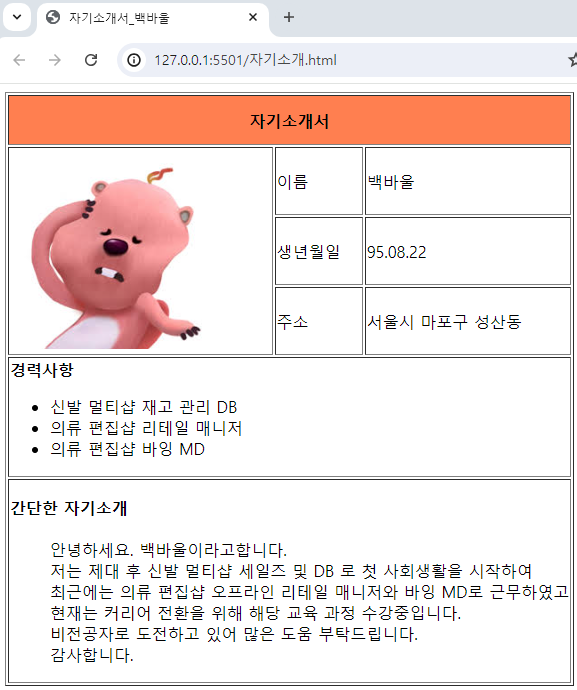 자기소개서_백바울
127.0.0.1:5501/자기소개.html
자기소개서
이름
백바울
생년월일
95.08.22
주소
서울시 마포구 성산동
경력사항
신발 멀티샵 재고 관리 DB
의류 편집샵 리테일 매니저
의류 편집샵 바잉 MD
간단한 자기소개
안녕하세요. 백바울이라고합니다.
저는 제대 후 신발 멀티샵 세일즈 및 DB 로 첫 사회생활을 시작하여
최근에는 의류 편집샵 오프라인 리테일 매니저와 바잉 MD로 근무하였고
현재는 커리어 전환을 위해 해당 교육 과정 수강중입니다.
비전공자로 도전하고 있어 많은 도움 부탁드립니다.
감사합니다.